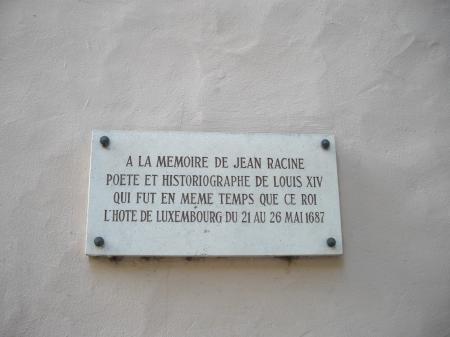 A LA MEMOIRE DE JEAN RACINE
POETE ET HISTORIOGRAPHE DE LOUIS XIV
QUI FUT EN MEME TEMPS QUE CE ROI
L'HOTE DE LUXEMBOURG DU 21 AU 26 MAI 1687